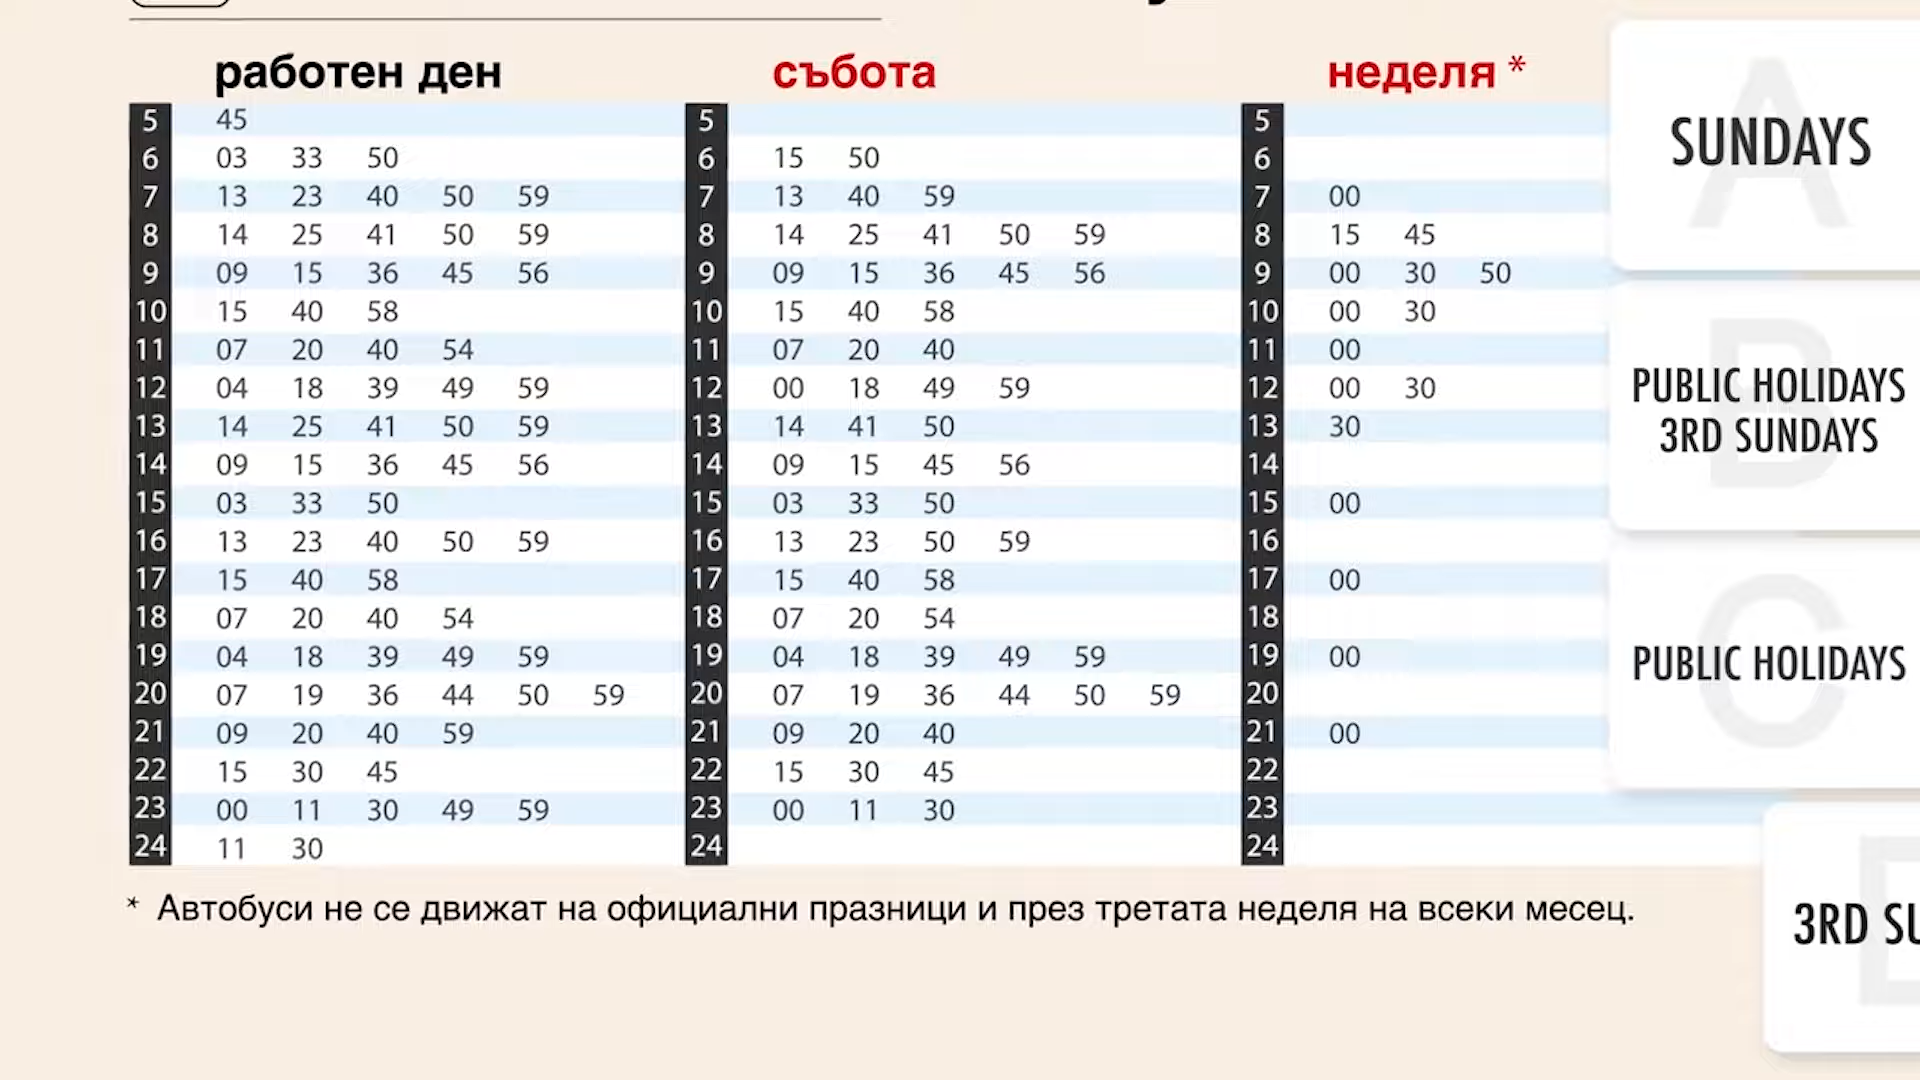 работен ден събота неделя *
5 45 5 5
6 03 33 50 6 15 50 6
7 13 23 40 50 59 7 13 40 59 7 00
8 14 25 41 50 59 8 14 25 41 50 59 8 15 45
9 09 15 36 45 56 9 09 15 36 45 56 9 00 30 50
10 15 40 58 10 15 40 58 10 00 30
11 07 20 40 54 11 07 20 40 11 00
12 04 18 39 49 59 12 00 18 49 59 12 00 30
13 14 25 41 50 59 13 14 41 50 13 30
14 09 15 36 45 56 14 09 15 45 56 14
15 03 33 50 15 03 33 50 15 00
16 13 23 40 50 59 16 13 23 50 59 16
17 15 40 58 17 15 40 58 17 00
18 07 20 40 54 18 07 20 54 18
19 04 18 39 49 59 19 04 18 39 49 59 19 00
20 07 19 36 44 50 59 20 07 19 36 44 50 59 20
21 09 20 40 59 21 09 20 40 21 00
22 15 30 45 22 15 30 45 22
23 00 11 30 49 59 23 00 11 30 23
24 11 30 24 24
* Автобуси не се движат на официални празници и през третата неделя на всеки месец.
A
SUNDAYS
B
PUBLIC HOLIDAYS
3RD SUNDAYS
C
PUBLIC HOLIDAYS
3RD SU